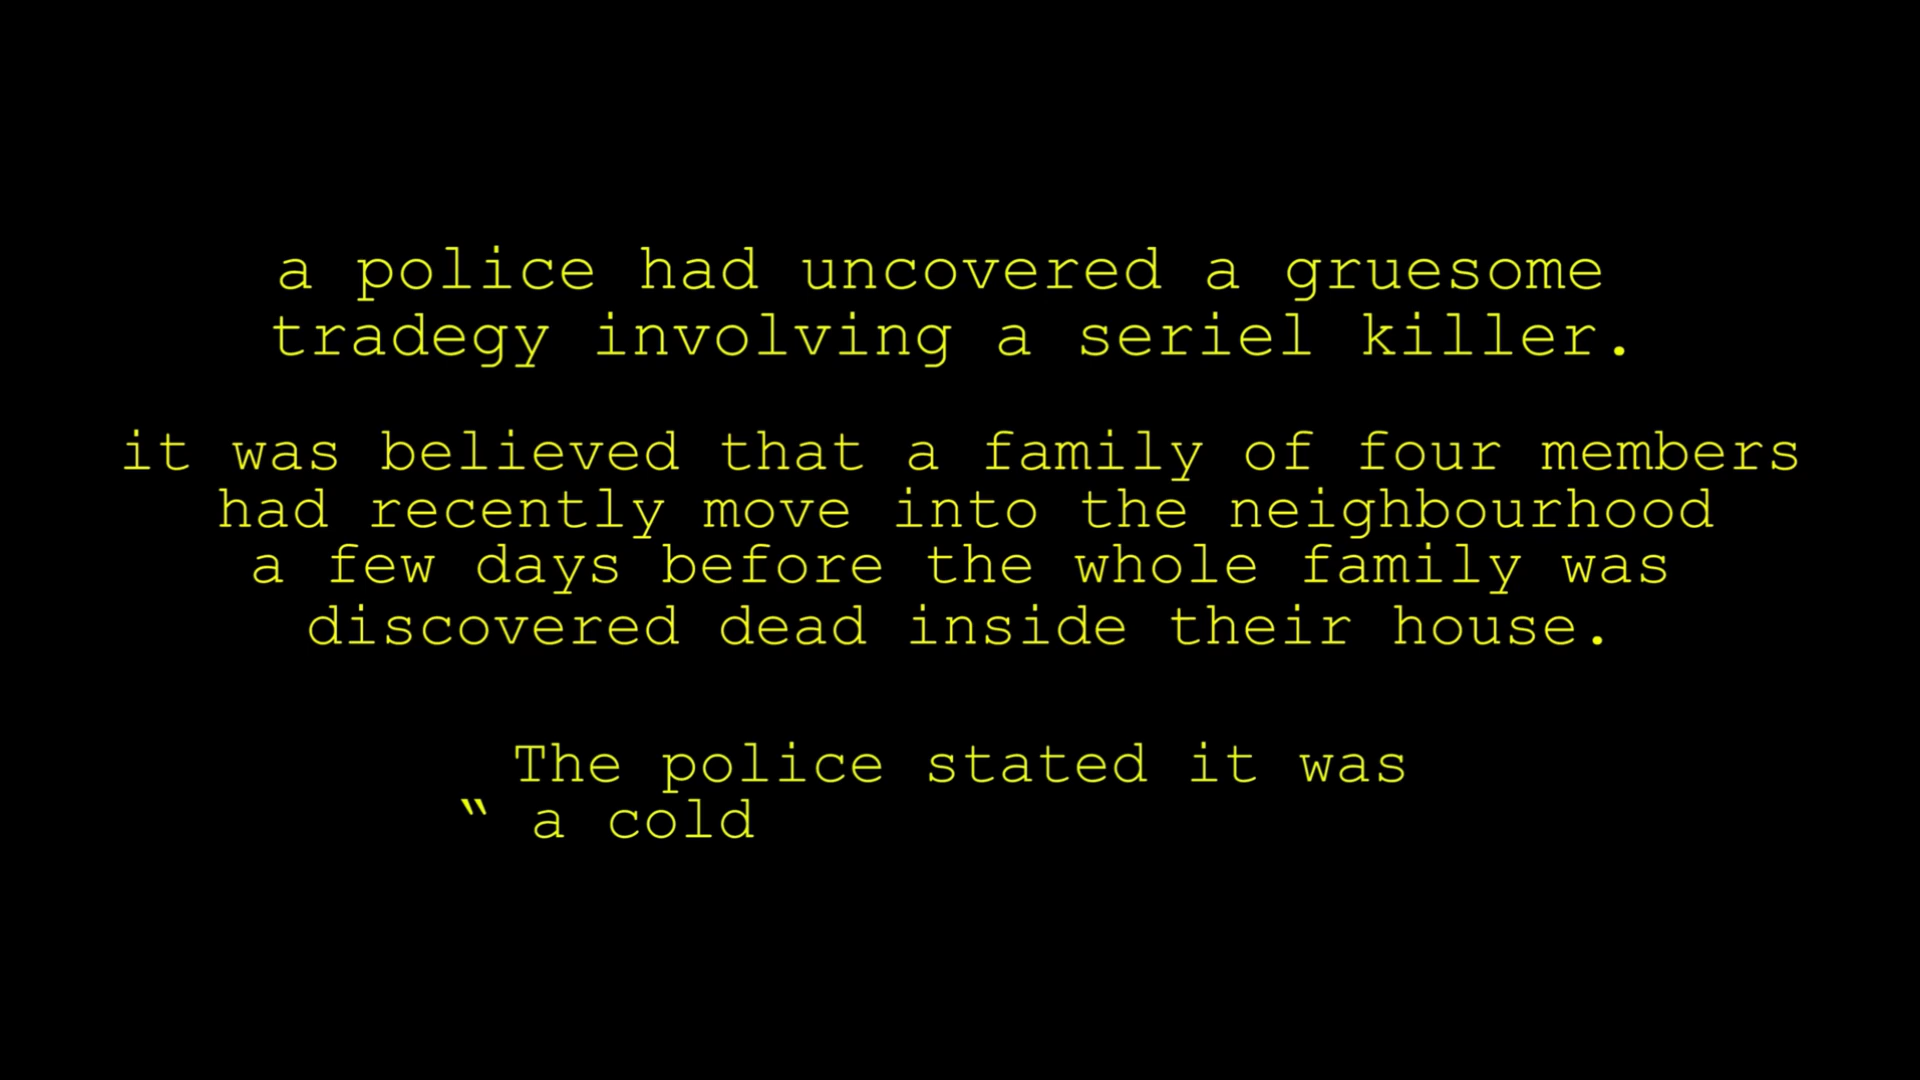 a police had uncovered a gruesome
tradegy involving a seriel killer.
it was believed that a family of four members
had recently move into the neighbourhood
a few days before the whole family was
discovered dead inside their house.
The police stated it was
“ a cold